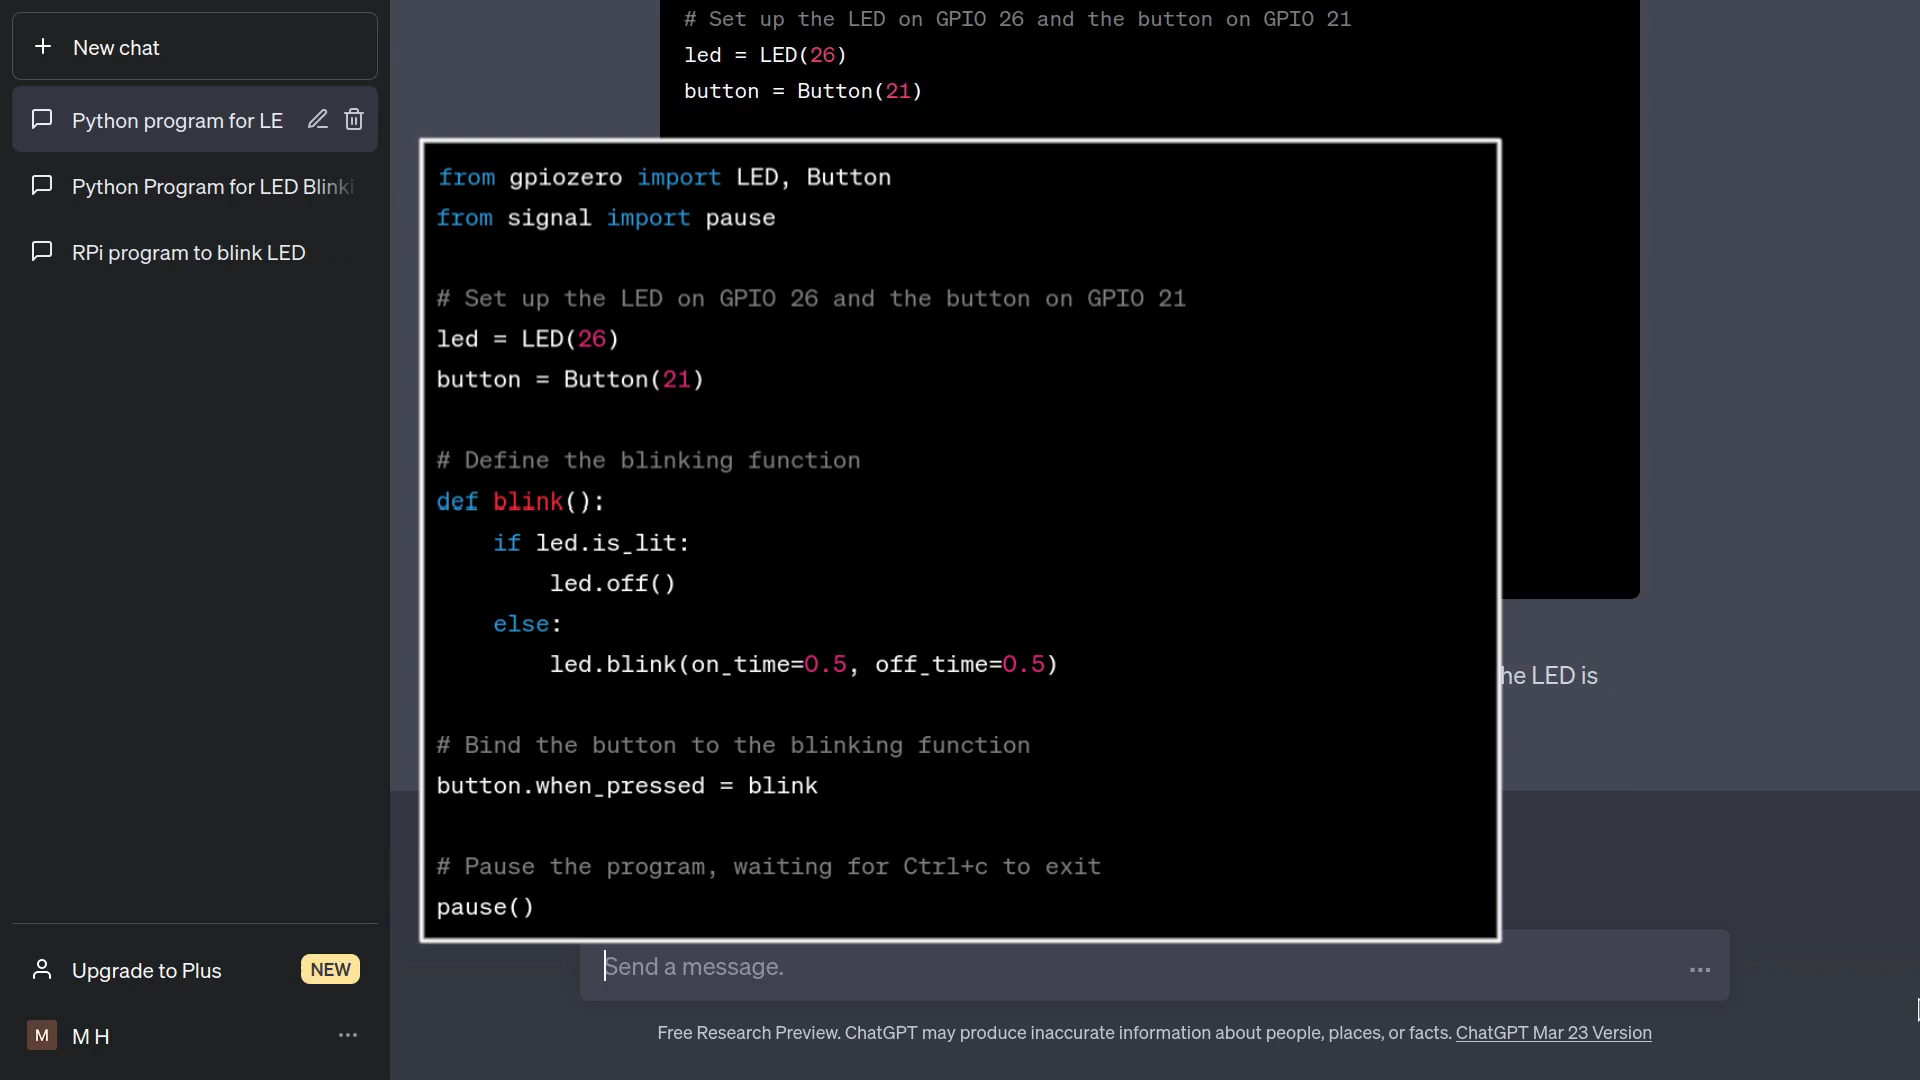 New chat
Python program for LE
Python Program for LED Blinki
RPi program to blink LED
Upgrade to Plus
NEW
M
M H
# Set up the LED on GPIO 26 and the button on GPIO 21
led = LED(26)
button = Button(21)
from gpiozero import LED, Button
from signal import pause
# Set up the LED on GPIO 26 and the button on GPIO 21
led = LED(26)
button = Button(21)
# Define the blinking function
def blink():
    if led.is_lit:
        led.off()
    else:
        led.blink(on_time=0.5, off_time=0.5)
# Bind the button to the blinking function
button.when_pressed = blink
# Pause the program, waiting for Ctrl+c to exit
pause()
he LED is
Send a message.
Free Research Preview. ChatGPT may produce inaccurate information about people, places, or facts. ChatGPT Mar 23 Version